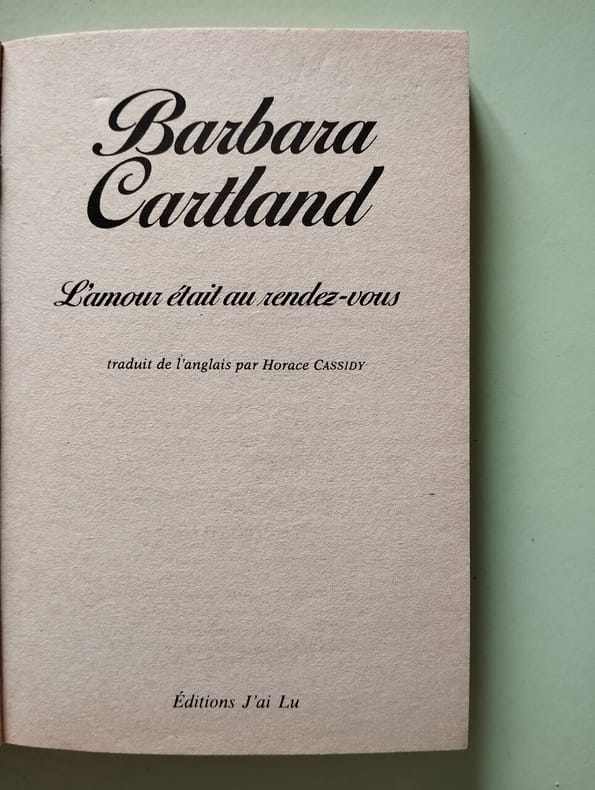 Barbara
Cartland
L'amour était au rendez-vous
traduit de l'anglais par Horace CASSIDY
Éditions J'ai Lu